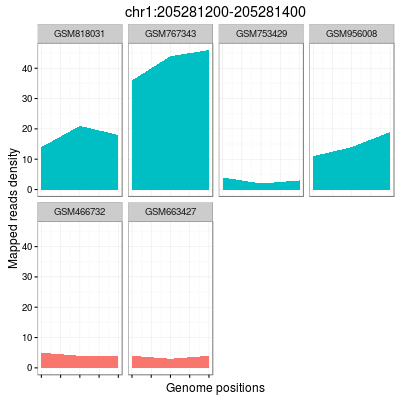 chr1:205281200-205281400
GSM818031 GSM767343 GSM753429 GSM956008
40
30
20
10
0
Mapped reads density
GSM466732 GSM663427
40
30
20
10
0
Genome positions